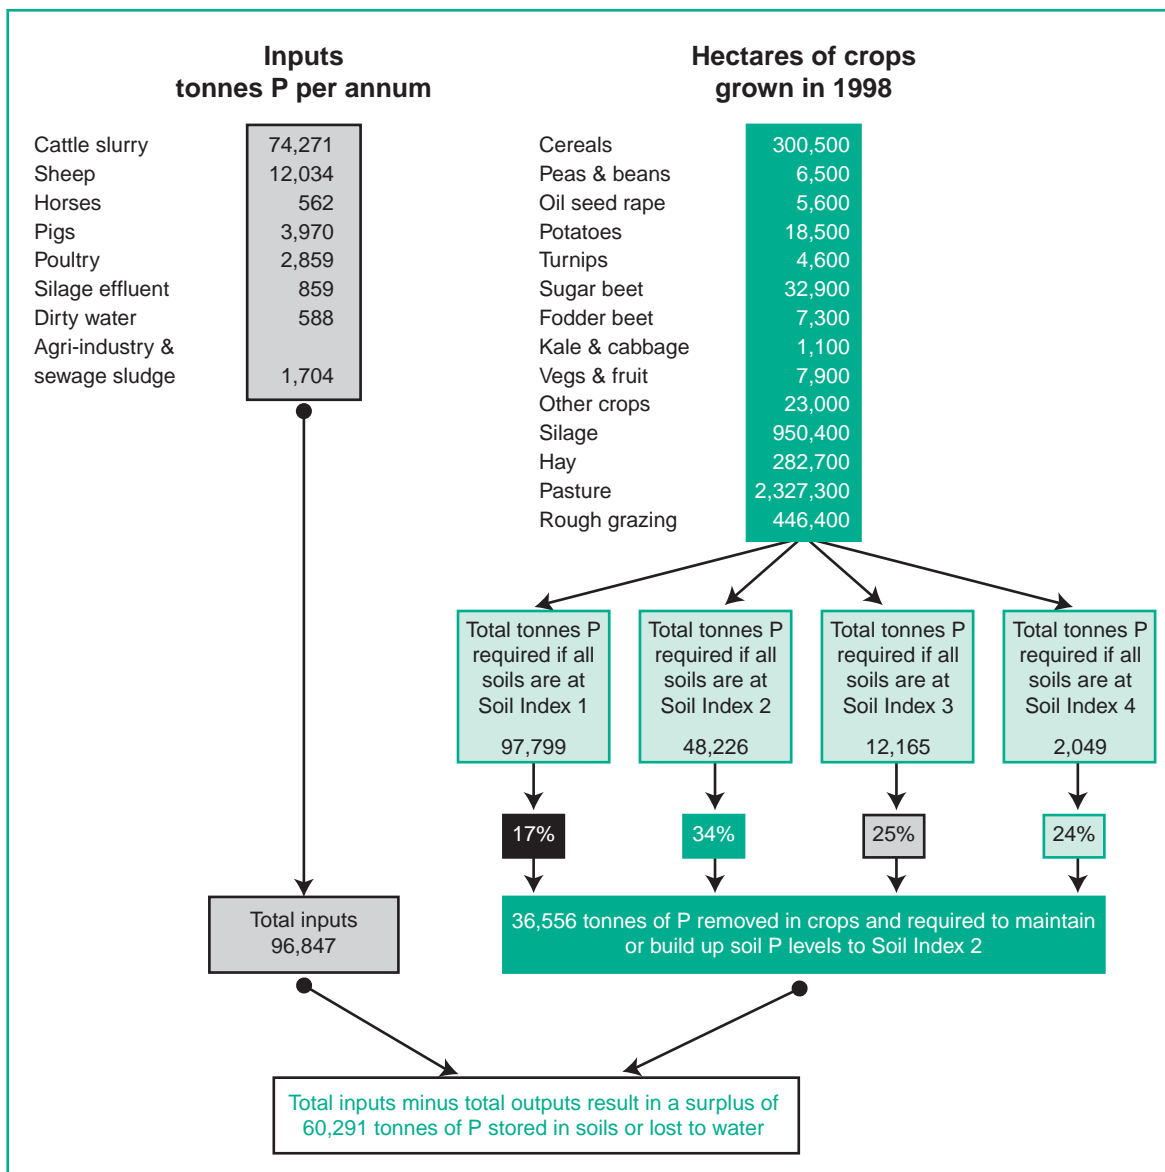 Inputs
tonnes P per annum
Cattle slurry 74,271
Sheep 12,034
Horses 562
Pigs 3,970
Poultry 2,859
Silage effluent 859
Dirty water 588
Agri-industry &
sewage sludge 1,704
Hectares of crops
grown in 1998
Cereals 300,500
Peas & beans 6,500
Oil seed rape 5,600
Potatoes 18,500
Turnips 4,600
Sugar beet 32,900
Fodder beet 7,300
Kale & cabbage 1,100
Vegs & fruit 7,900
Other crops 23,000
Silage 950,400
Hay 282,700
Pasture 2,327,300
Rough grazing 446,400
Total tonnes P
required if all
soils are at
Soil Index 1
97,799
Total tonnes P
required if all
soils are at
Soil Index 2
48,226
Total tonnes P
required if all
soils are at
Soil Index 3
12,165
Total tonnes P
required if all
soils are at
Soil Index 4
2,049
17%
34%
25%
24%
Total inputs
96,847
36,556 tonnes of P removed in crops and required to maintain
or build up soil P levels to Soil Index 2
Total inputs minus total outputs result in a surplus of
60,291 tonnes of P stored in soils or lost to water